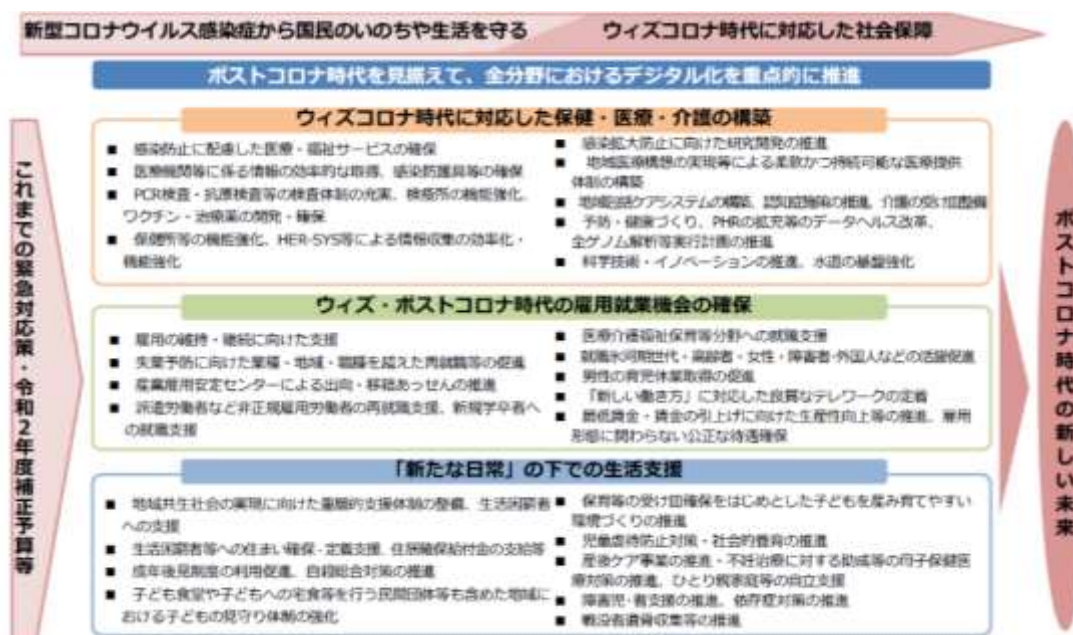 新型コロナウイルス感染症から国民のいのちや生活を守る
ウィズコロナ時代に対応した社会保障
ポストコロナ時代を見据えて、全分野におけるデジタル化を重点的に推進
これまでの緊急対応策・令和2年度補正予算等
ウィズコロナ時代に対応した保健・医療・介護の構築
■ 感染防止に配慮した医療・福祉サービスの確保
■ 医療機関等に係る情報の効率的な取得、感染防護具等の確保
■ PCR検査・抗原検査等の検査体制の充実、検疫所の機能強化、
ワクチン・治療薬の開発・確保
■ 保健所等の機能強化、HER-SYS等による情報収集の効率化・
機能強化
■ 感染拡大防止に向けた研究開発の推進
■ 地域医療構想の実現等による柔軟かつ持続可能な医療提供
体制の構築
■ 地域包括ケアシステムの構築、認知症施策の推進、介護の受け皿整備
■ 予防・健康づくり、PHRの拡充等のデータヘルス改革、
全ゲノム解析等実行計画の推進
■ 科学技術・イノベーションの推進、水道の基盤強化
ウィズ・ポストコロナ時代の雇用就業機会の確保
■ 雇用の維持・継続に向けた支援
■ 失業予防に向けた業種・地域・職種を超えた再就職等の促進
■ 産業雇用安定センターによる出向・移籍あっせんの推進
■ 派遣労働者など非正規雇用労働者の再就職支援、新規学卒者へ
の就職支援
■ 医療介護福祉保育等分野への就職支援
■ 就職氷河期世代・高齢者・女性・障害者・外国人などの活躍促進
■ 男性の育児休業取得の促進
■ 「新しい働き方」に対応した良質なテレワークの定着
■ 最低賃金・賃金の引上げに向けた生産性向上等の推進、雇用
形態に関わらない公正な待遇確保
「新たな日常」の下での生活支援
■ 地域共生社会の実現に向けた重層的支援体制の整備、生活困窮者
への支援
■ 生活困窮者等への住まい確保・定着支援、住居確保給付金の支給等
■ 成年後見制度の利用促進、自殺総合対策の推進
■ 子ども食堂や子どもへの宅食等を行う民間団体等も含めた地域に
おける子どもの見守り体制の強化
■ 保育等の受け皿確保をはじめとした子どもを産み育てやすい
環境づくりの推進
■ 児童虐待防止対策・社会的養育の推進
■ 産後ケア事業の推進・不妊治療に対する助成等の母子保健医
療対策の推進、ひとり親家庭等の自立支援
■ 障害児・者支援の推進、依存症対策の推進
■ 戦没者遺骨収集等の推進
ポストコロナ時代の新しい未来